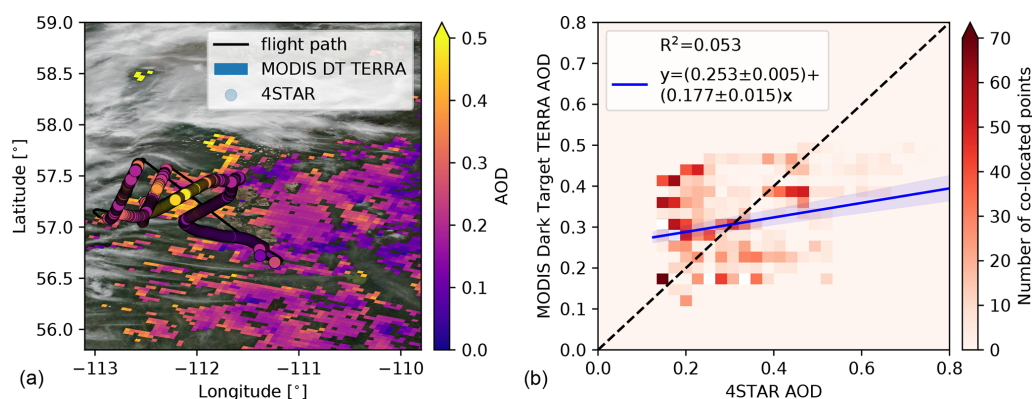 59.0
58.5
58.0
57.5
57.0
56.5
56.0
Latitude [°]
flight path
MODIS DT TERRA
4STAR
−113
−112
−111
−110
Longitude [°]
(a)
0.5
0.4
0.3
0.2
0.1
0.0
AOD
0.8
0.7
0.6
0.5
0.4
0.3
0.2
0.1
0.0
MODIS Dark Target TERRA AOD
R²=0.053
y=(0.253±0.005)+
(0.177±0.015)x
0.0
0.2
0.4
0.6
0.8
4STAR AOD
(b)
70
60
50
40
30
20
10
0
Number of co-located points